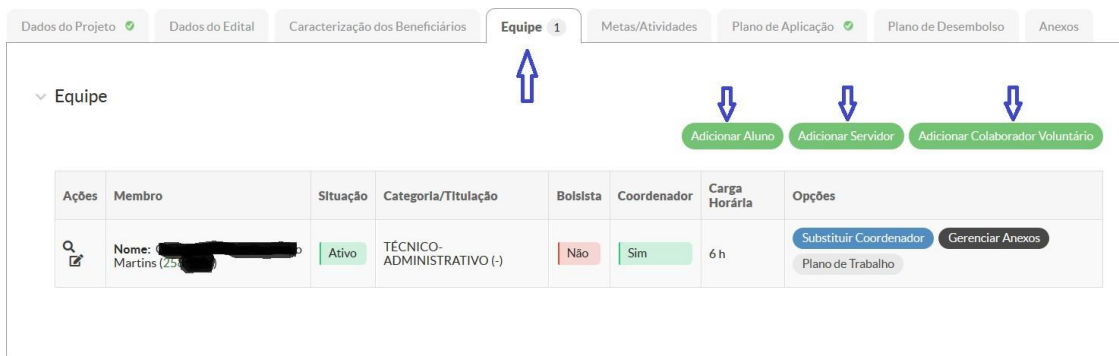 Dados do Projeto Dados do Edital Caracterização dos Beneficiários Equipe 1 Metas/Atividades Plano de Aplicação Plano de Desembolso Anexos
Equipe
Adicionar Aluno Adicionar Servidor Adicionar Colaborador Voluntário
Ações Membro Situação Categoria/Titulação Bolsista Coordenador Carga Horária Opções
Nome:
Martins (25
Ativo
TÉCNICO-
ADMINISTRATIVO (-)
Não
Sim
6 h
Substituir Coordenador Gerenciar Anexos
Plano de Trabalho